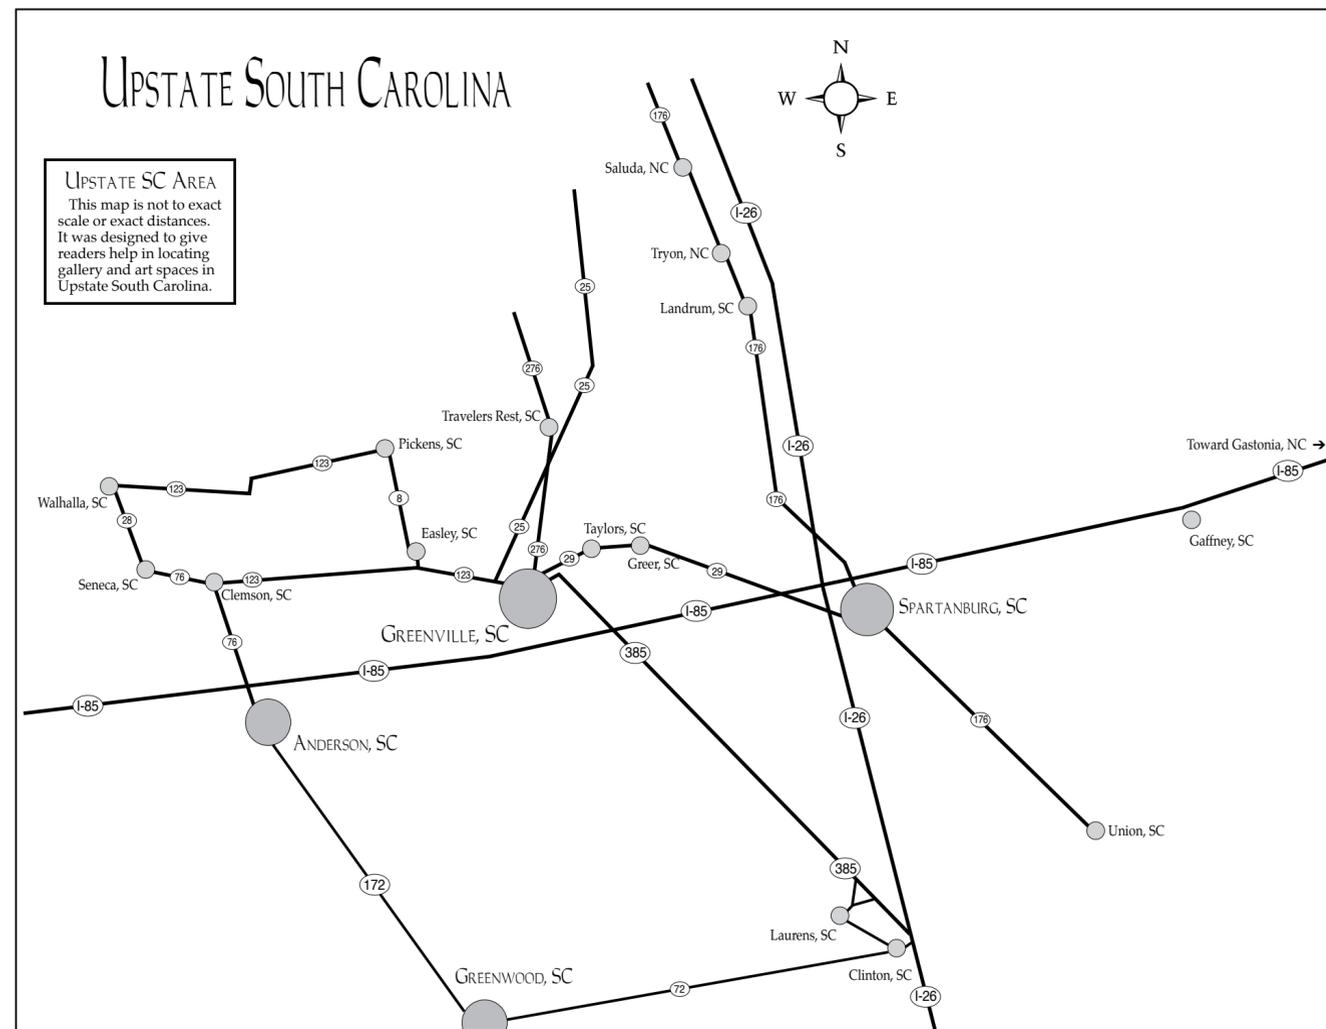 UPSTATE SOUTH CAROLINA
N
W
E
S
UPSTATE SC AREA
This map is not to exact
scale or exact distances.
It was designed to give
readers help in locating
gallery and art spaces in
Upstate South Carolina.
176
Saluda, NC
I-26
Tryon, NC
25
Landrum, SC
176
276
25
Travelers Rest, SC
Pickens, SC
I-26
Toward Gastonia, NC
123
I-85
Walhalla, SC
123
8
176
28
25
Taylors, SC
Easley, SC
Gaffney, SC
276
29
Greer, SC
I-85
Seneca, SC
76
123
Clemson, SC
123
29
GREENVILLE, SC
I-85
SPARTANBURG, SC
76
385
I-85
I-85
I-26
176
ANDERSON, SC
Union, SC
385
172
Laurens, SC
GREENWOOD, SC
Clinton, SC
72
I-26